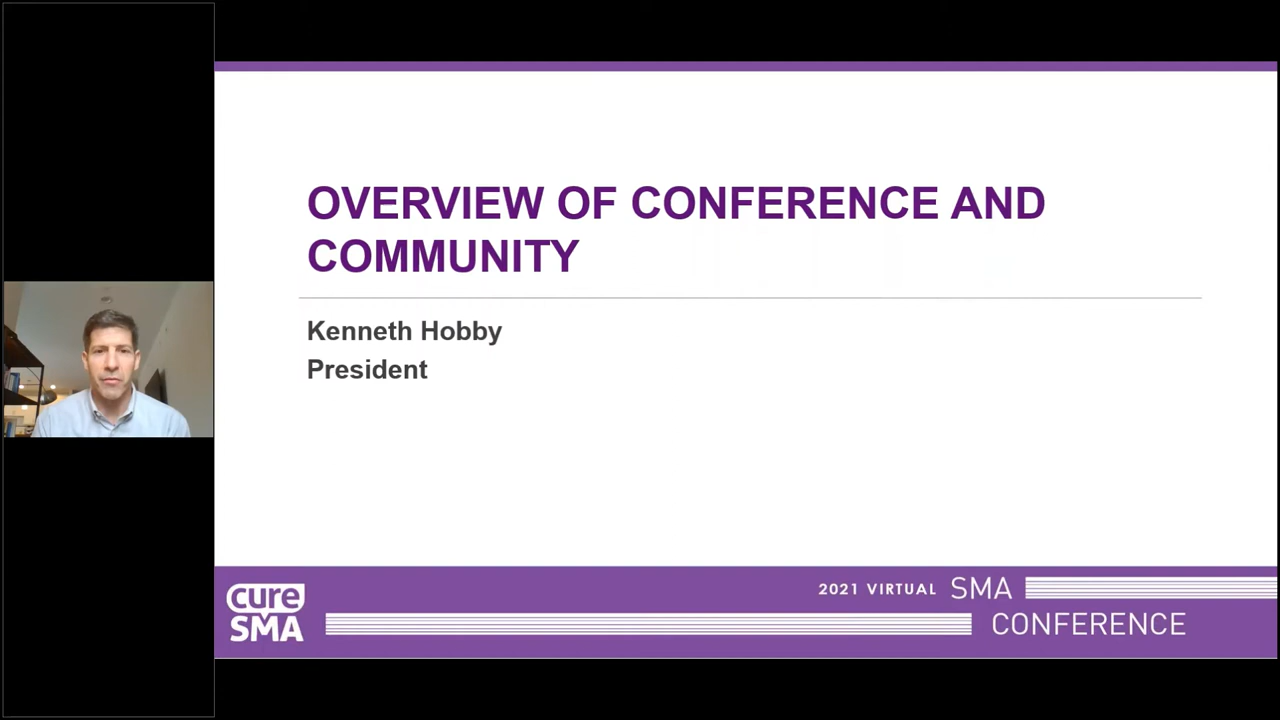 OVERVIEW OF CONFERENCE AND
COMMUNITY
Kenneth Hobby
President
cure
SMA
2021 VIRTUAL SMA
CONFERENCE